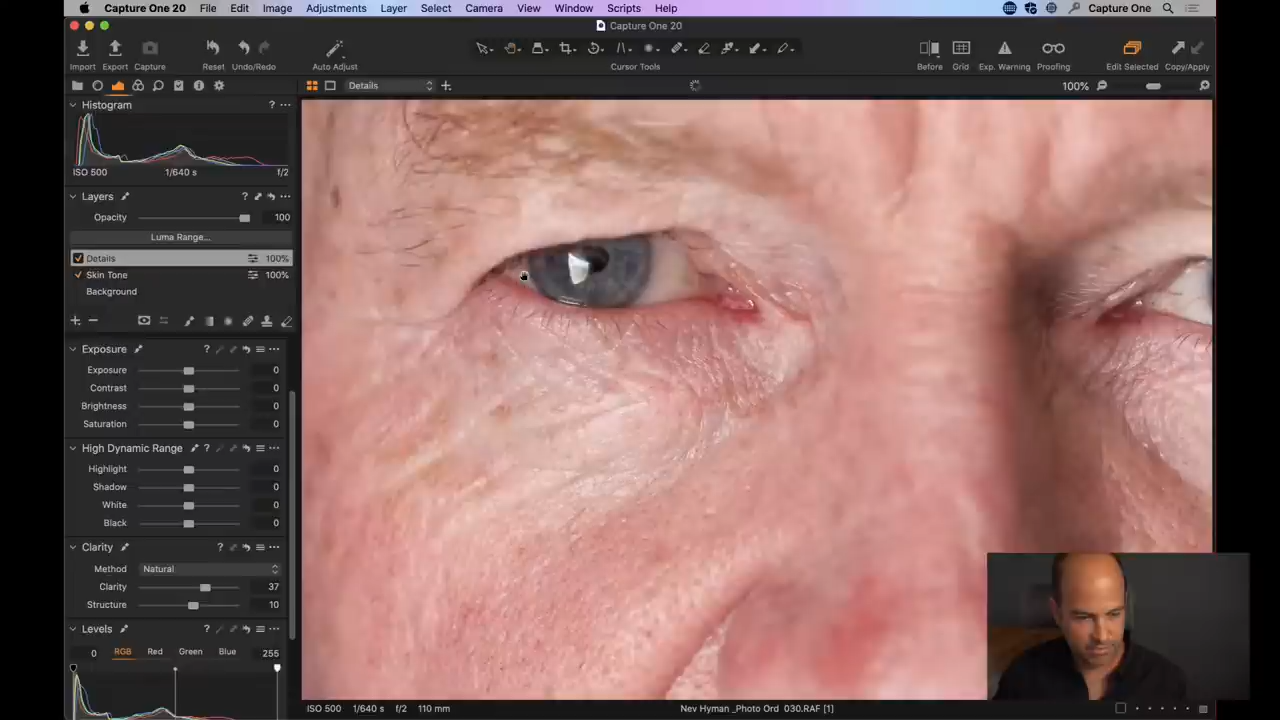 Capture One 20 File Edit Image Adjustments Layer Select Camera View Window Scripts Help Capture One
Capture One 20
Import Export Capture Reset Undo/Redo Auto Adjust Cursor Tools Before Grid Exp. Warning Proofing Edit Selected Copy/Apply
Details 100%
Histogram ? ...
ISO 500 1/640 s f/2
Layers ? ...
Opacity 100
Luma Range...
Details 100%
Skin Tone 100%
Background
Exposure ? ...
Exposure 0
Contrast 0
Brightness 0
Saturation 0
High Dynamic Range ? ...
Highlight 0
Shadow 0
White 0
Black 0
Clarity ? ...
Method Natural
Clarity 37
Structure 10
Levels ? ...
0 RGB Red Green Blue 255
ISO 500 1/640 s f/2 110 mm Nev Hyman _Photo Ord 030.RAF [1]